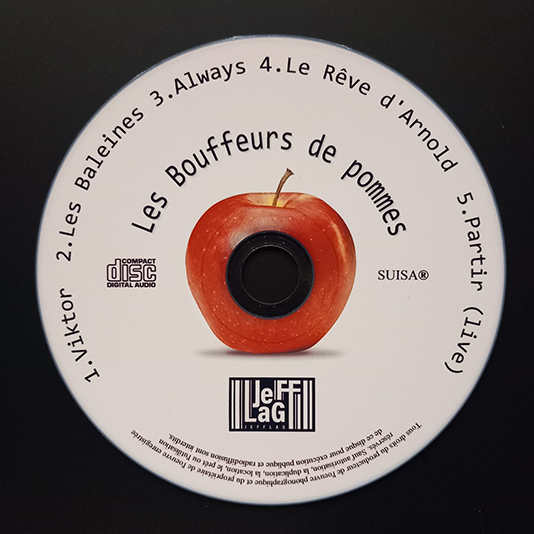 1.Viktor 2.Les Baleines 3.Always 4.Le Rêve d'Arnold 5.Partir (live)
Les Bouffeurs de pommes
COMPACT
disc
DIGITAL AUDIO
SUISA®
JeFF
LaG
JEFFLAG
Tous droits du producteur de l'oeuvre phonographique et du propriétaire de l'oeuvre enregistrée
réservés. Sauf autorisation, la duplication, la location, le prêt ou l'utilisation
de ce disque pour exécution publique et radiodiffusion sont interdits.